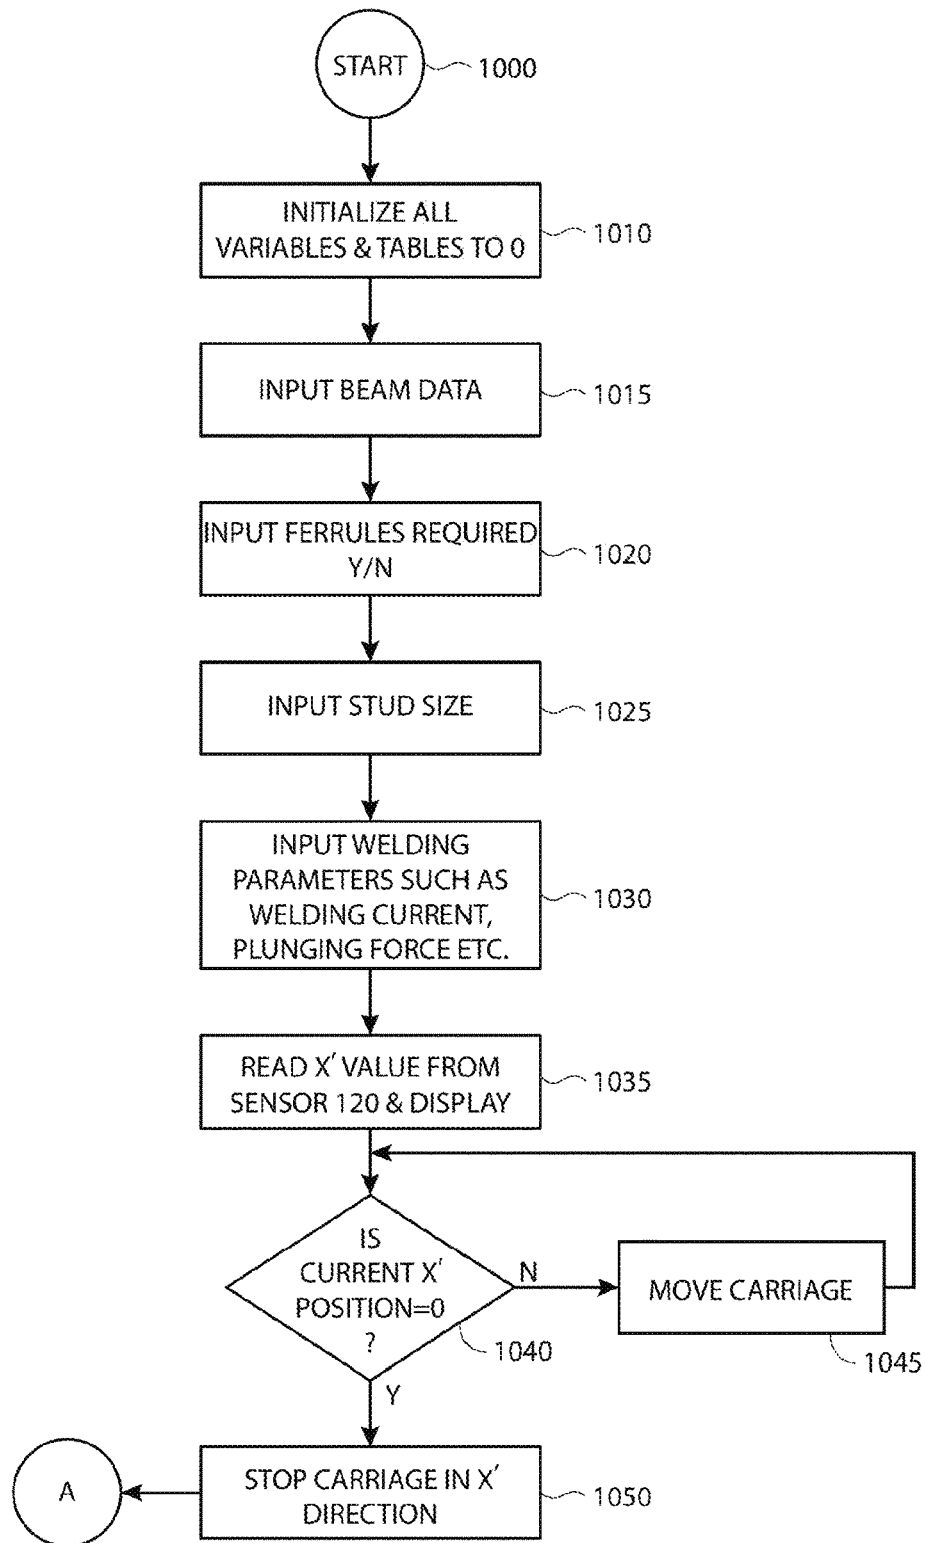 START
1000
INITIALIZE ALL
VARIABLES & TABLES TO 0
1010
INPUT BEAM DATA
1015
INPUT FERRULES REQUIRED
Y/N
1020
INPUT STUD SIZE
1025
INPUT WELDING
PARAMETERS SUCH AS
WELDING CURRENT,
PLUNGING FORCE ETC.
1030
READ X′ VALUE FROM
SENSOR 120 & DISPLAY
1035
IS
CURRENT X′
POSITION=0
?
1040
N
MOVE CARRIAGE
1045
Y
STOP CARRIAGE IN X′
DIRECTION
1050
A